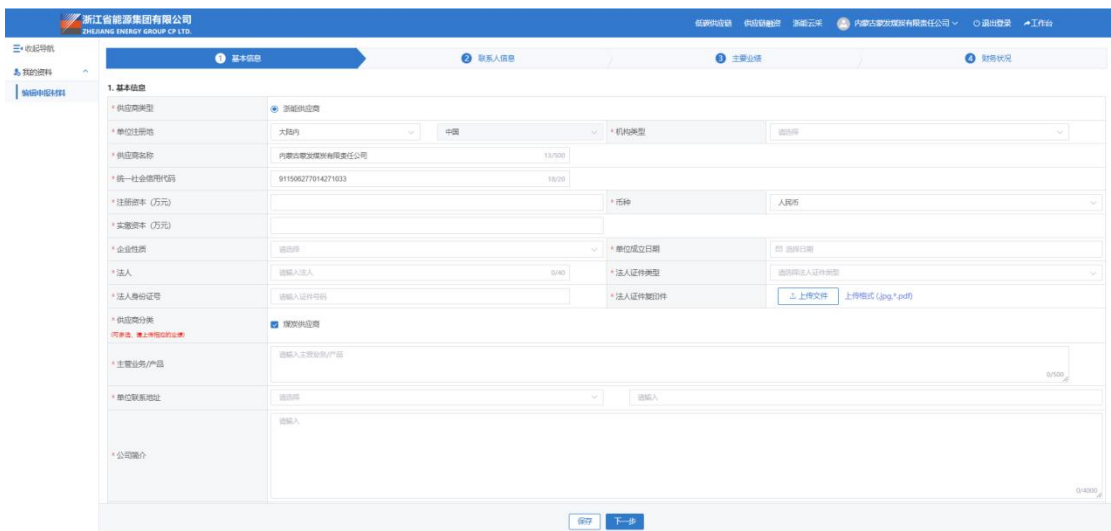 浙江省能源集团有限公司
ZHEJIANG ENERGY GROUP CP LTD.
低碳供应链 供应链融资 浙能云采 内蒙古蒙发煤炭有限责任公司 退出登录 工作台
收起导航
我的资料
编辑申报材料
1 基本信息 2 联系人信息 3 主要业绩 4 财务状况
1. 基本信息
* 供应商类型 浙能供应商
* 单位注册地 大陆内 中国 * 机构类型 请选择
* 供应商名称 内蒙古蒙发煤炭有限责任公司 13/500
* 统一社会信用代码 911506277014271033 18/20
* 注册资本（万元） * 币种 人民币
* 实缴资本（万元）
* 企业性质 请选择 * 单位成立日期 选择日期
* 法人 请输入法人 0/40 * 法人证件类型 请选择法人证件类型
* 法人身份证号 请输入证件号码 * 法人证件复印件 上传文件 上传格式 (.jpg,*.pdf)
* 供应商分类 煤炭供应商
(可多选，请上传相应的业绩)
* 主营业务/产品 请输入主营业务/产品
0/500
* 单位联系地址 请选择 请输入
* 公司简介 请输入
0/4000
保存 下一步